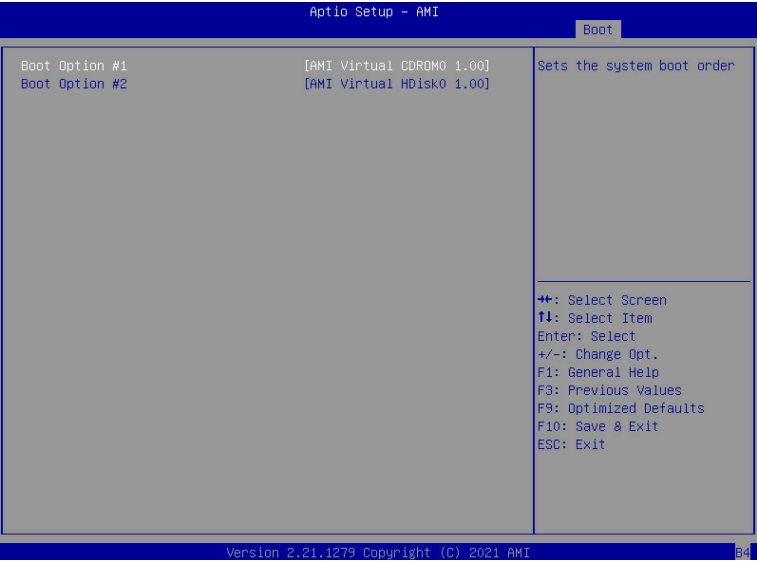 Aptio Setup – AMI
Boot
Boot Option #1 [AMI Virtual CDROM0 1.00]
Boot Option #2 [AMI Virtual HDisk0 1.00]
Sets the system boot order
→←: Select Screen
↑↓: Select Item
Enter: Select
+/-: Change Opt.
F1: General Help
F3: Previous Values
F9: Optimized Defaults
F10: Save & Exit
ESC: Exit
Version 2.21.1279 Copyright (C) 2021 AMI
B4